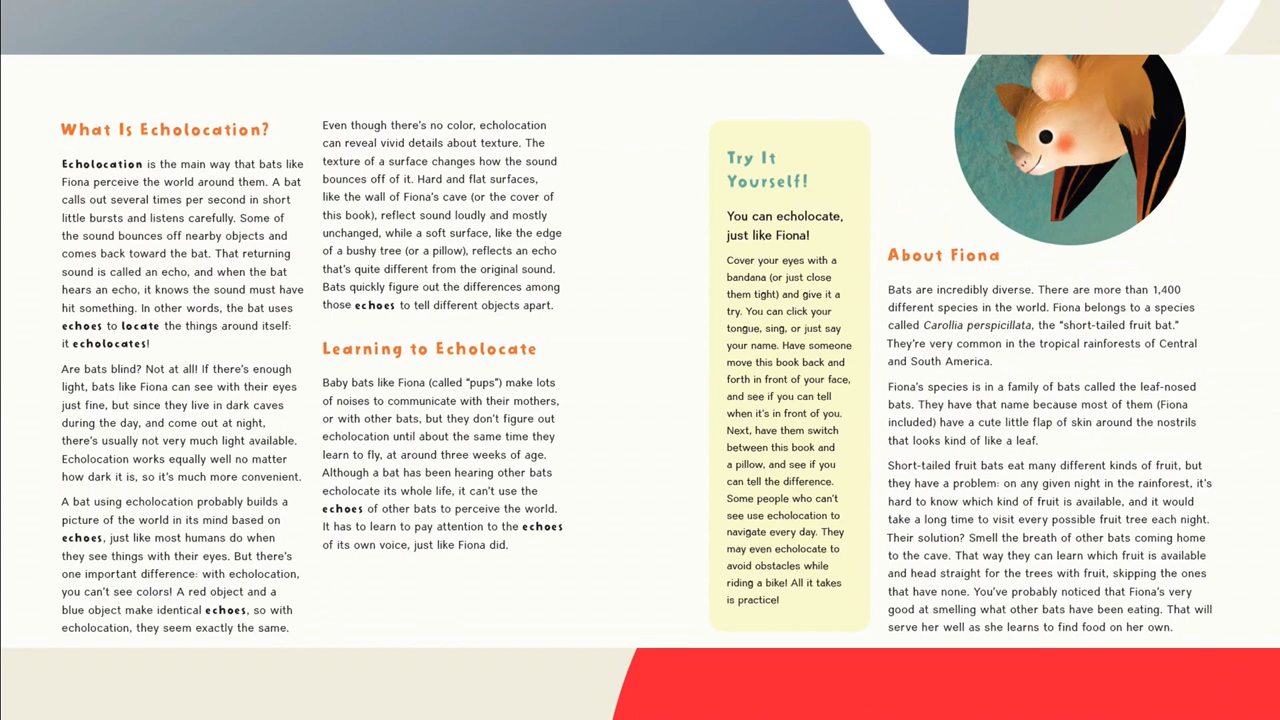 What Is Echolocation?
Echolocation is the main way that bats like
Fiona perceive the world around them. A bat
calls out several times per second in short
little bursts and listens carefully. Some of
the sound bounces off nearby objects and
comes back toward the bat. That returning
sound is called an echo, and when the bat
hears an echo, it knows the sound must have
hit something. In other words, the bat uses
echoes to locate the things around itself:
it echolocates!
Are bats blind? Not at all! If there's enough
light, bats like Fiona can see with their eyes
just fine, but since they live in dark caves
during the day, and come out at night,
there's usually not very much light available.
Echolocation works equally well no matter
how dark it is, so it's much more convenient.
A bat using echolocation probably builds a
picture of the world in its mind based on
echoes, just like most humans do when
they see things with their eyes. But there's
one important difference: with echolocation,
you can't see colors! A red object and a
blue object make identical echoes, so with
echolocation, they seem exactly the same.
Even though there's no color, echolocation
can reveal vivid details about texture. The
texture of a surface changes how the sound
bounces off of it. Hard and flat surfaces,
like the wall of Fiona's cave (or the cover of
this book), reflect sound loudly and mostly
unchanged, while a soft surface, like the edge
of a bushy tree (or a pillow), reflects an echo
that's quite different from the original sound.
Bats quickly figure out the differences among
those echoes to tell different objects apart.
Learning to Echolocate
Baby bats like Fiona (called "pups") make lots
of noises to communicate with their mothers,
or with other bats, but they don't figure out
echolocation until about the same time they
learn to fly, at around three weeks of age.
Although a bat has been hearing other bats
echolocate its whole life, it can't use the
echoes of other bats to perceive the world.
It has to learn to pay attention to the echoes
of its own voice, just like Fiona did.
Try It
Yourself!
You can echolocate,
just like Fiona!
Cover your eyes with a
bandana (or just close
them tight) and give it a
try. You can click your
tongue, sing, or just say
your name. Have someone
move this book back and
forth in front of your face,
and see if you can tell
when it's in front of you.
Next, have them switch
between this book and
a pillow, and see if you
can tell the difference.
Some people who can't
see use echolocation to
navigate every day. They
may even echolocate to
avoid obstacles while
riding a bike! All it takes
is practice!
About Fiona
Bats are incredibly diverse. There are more than 1,400
different species in the world. Fiona belongs to a species
called Carollia perspicillata, the "short-tailed fruit bat."
They're very common in the tropical rainforests of Central
and South America.
Fiona's species is in a family of bats called the leaf-nosed
bats. They have that name because most of them (Fiona
included) have a cute little flap of skin around the nostrils
that looks kind of like a leaf.
Short-tailed fruit bats eat many different kinds of fruit, but
they have a problem: on any given night in the rainforest, it's
hard to know which kind of fruit is available, and it would
take a long time to visit every possible fruit tree each night.
Their solution? Smell the breath of other bats coming home
to the cave. That way they can learn which fruit is available
and head straight for the trees with fruit, skipping the ones
that have none. You've probably noticed that Fiona's very
good at smelling what other bats have been eating. That will
serve her well as she learns to find food on her own.